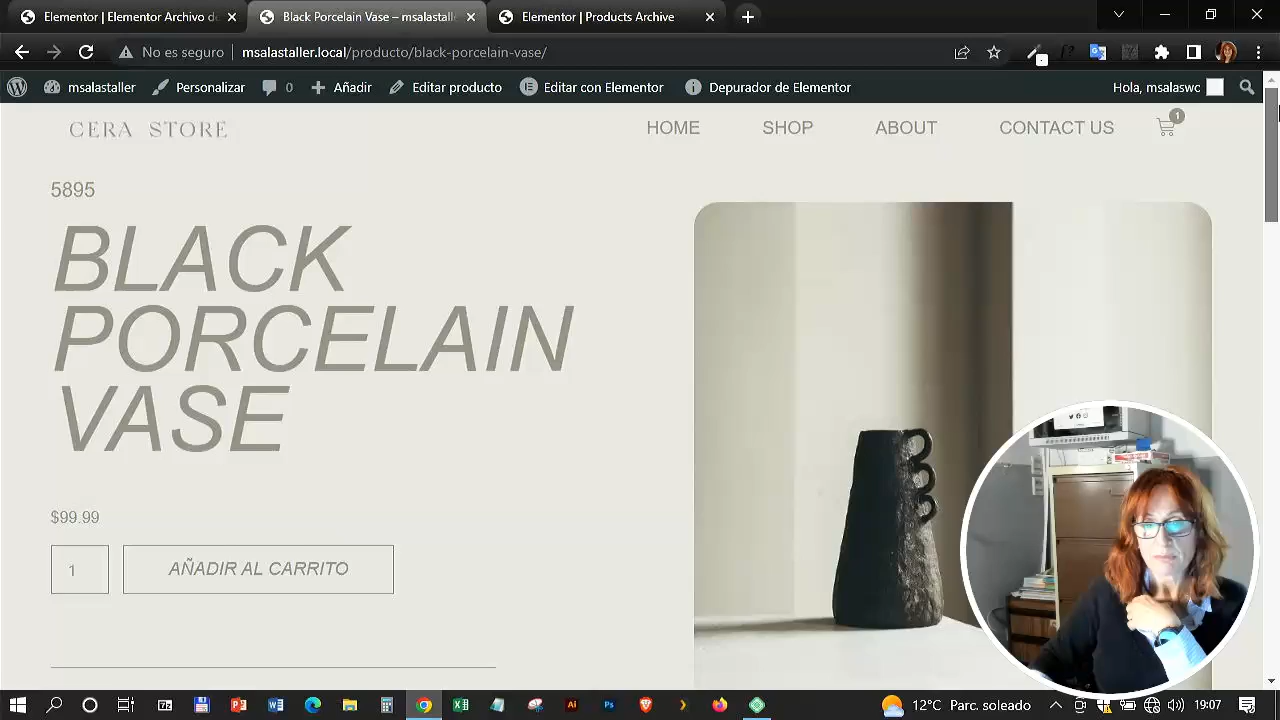 Elementor | Elementor Archivo de
Black Porcelain Vase – msalastall
Elementor | Products Archive
No es seguro
msalastaller.local/producto/black-porcelain-vase/
msalastaller
Personalizar
0
Añadir
Editar producto
Editar con Elementor
Depurador de Elementor
Hola, msalaswc
CERA STORE
HOME
SHOP
ABOUT
CONTACT US
1
5895
BLACK
PORCELAIN
VASE
$99.99
1
AÑADIR AL CARRITO
12°C Parc. soleado
19:07